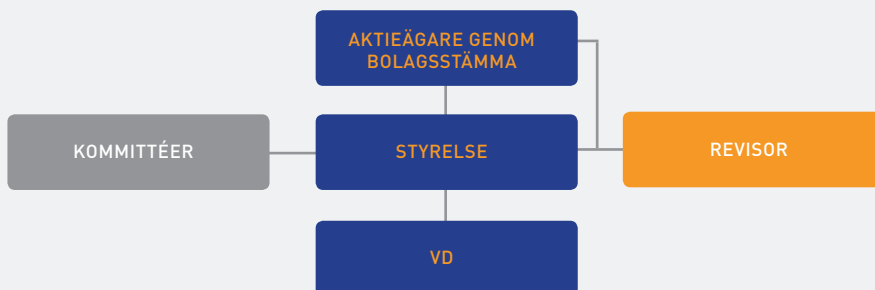 AKTIEÄGARE GENOM
BOLAGSSTÄMMA
KOMMITTÉER
STYRELSE
REVISOR
VD